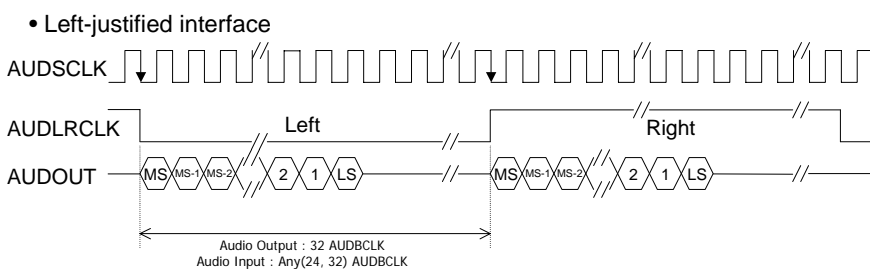 • Left-justified interface
AUDSCLK
AUDLRCLK Left Right
AUDOUT MS MS-1 MS-2 2 1 LS MS MS-1 MS-2 2 1 LS
Audio Output : 32 AUDBCLK
Audio Input : Any(24, 32) AUDBCLK